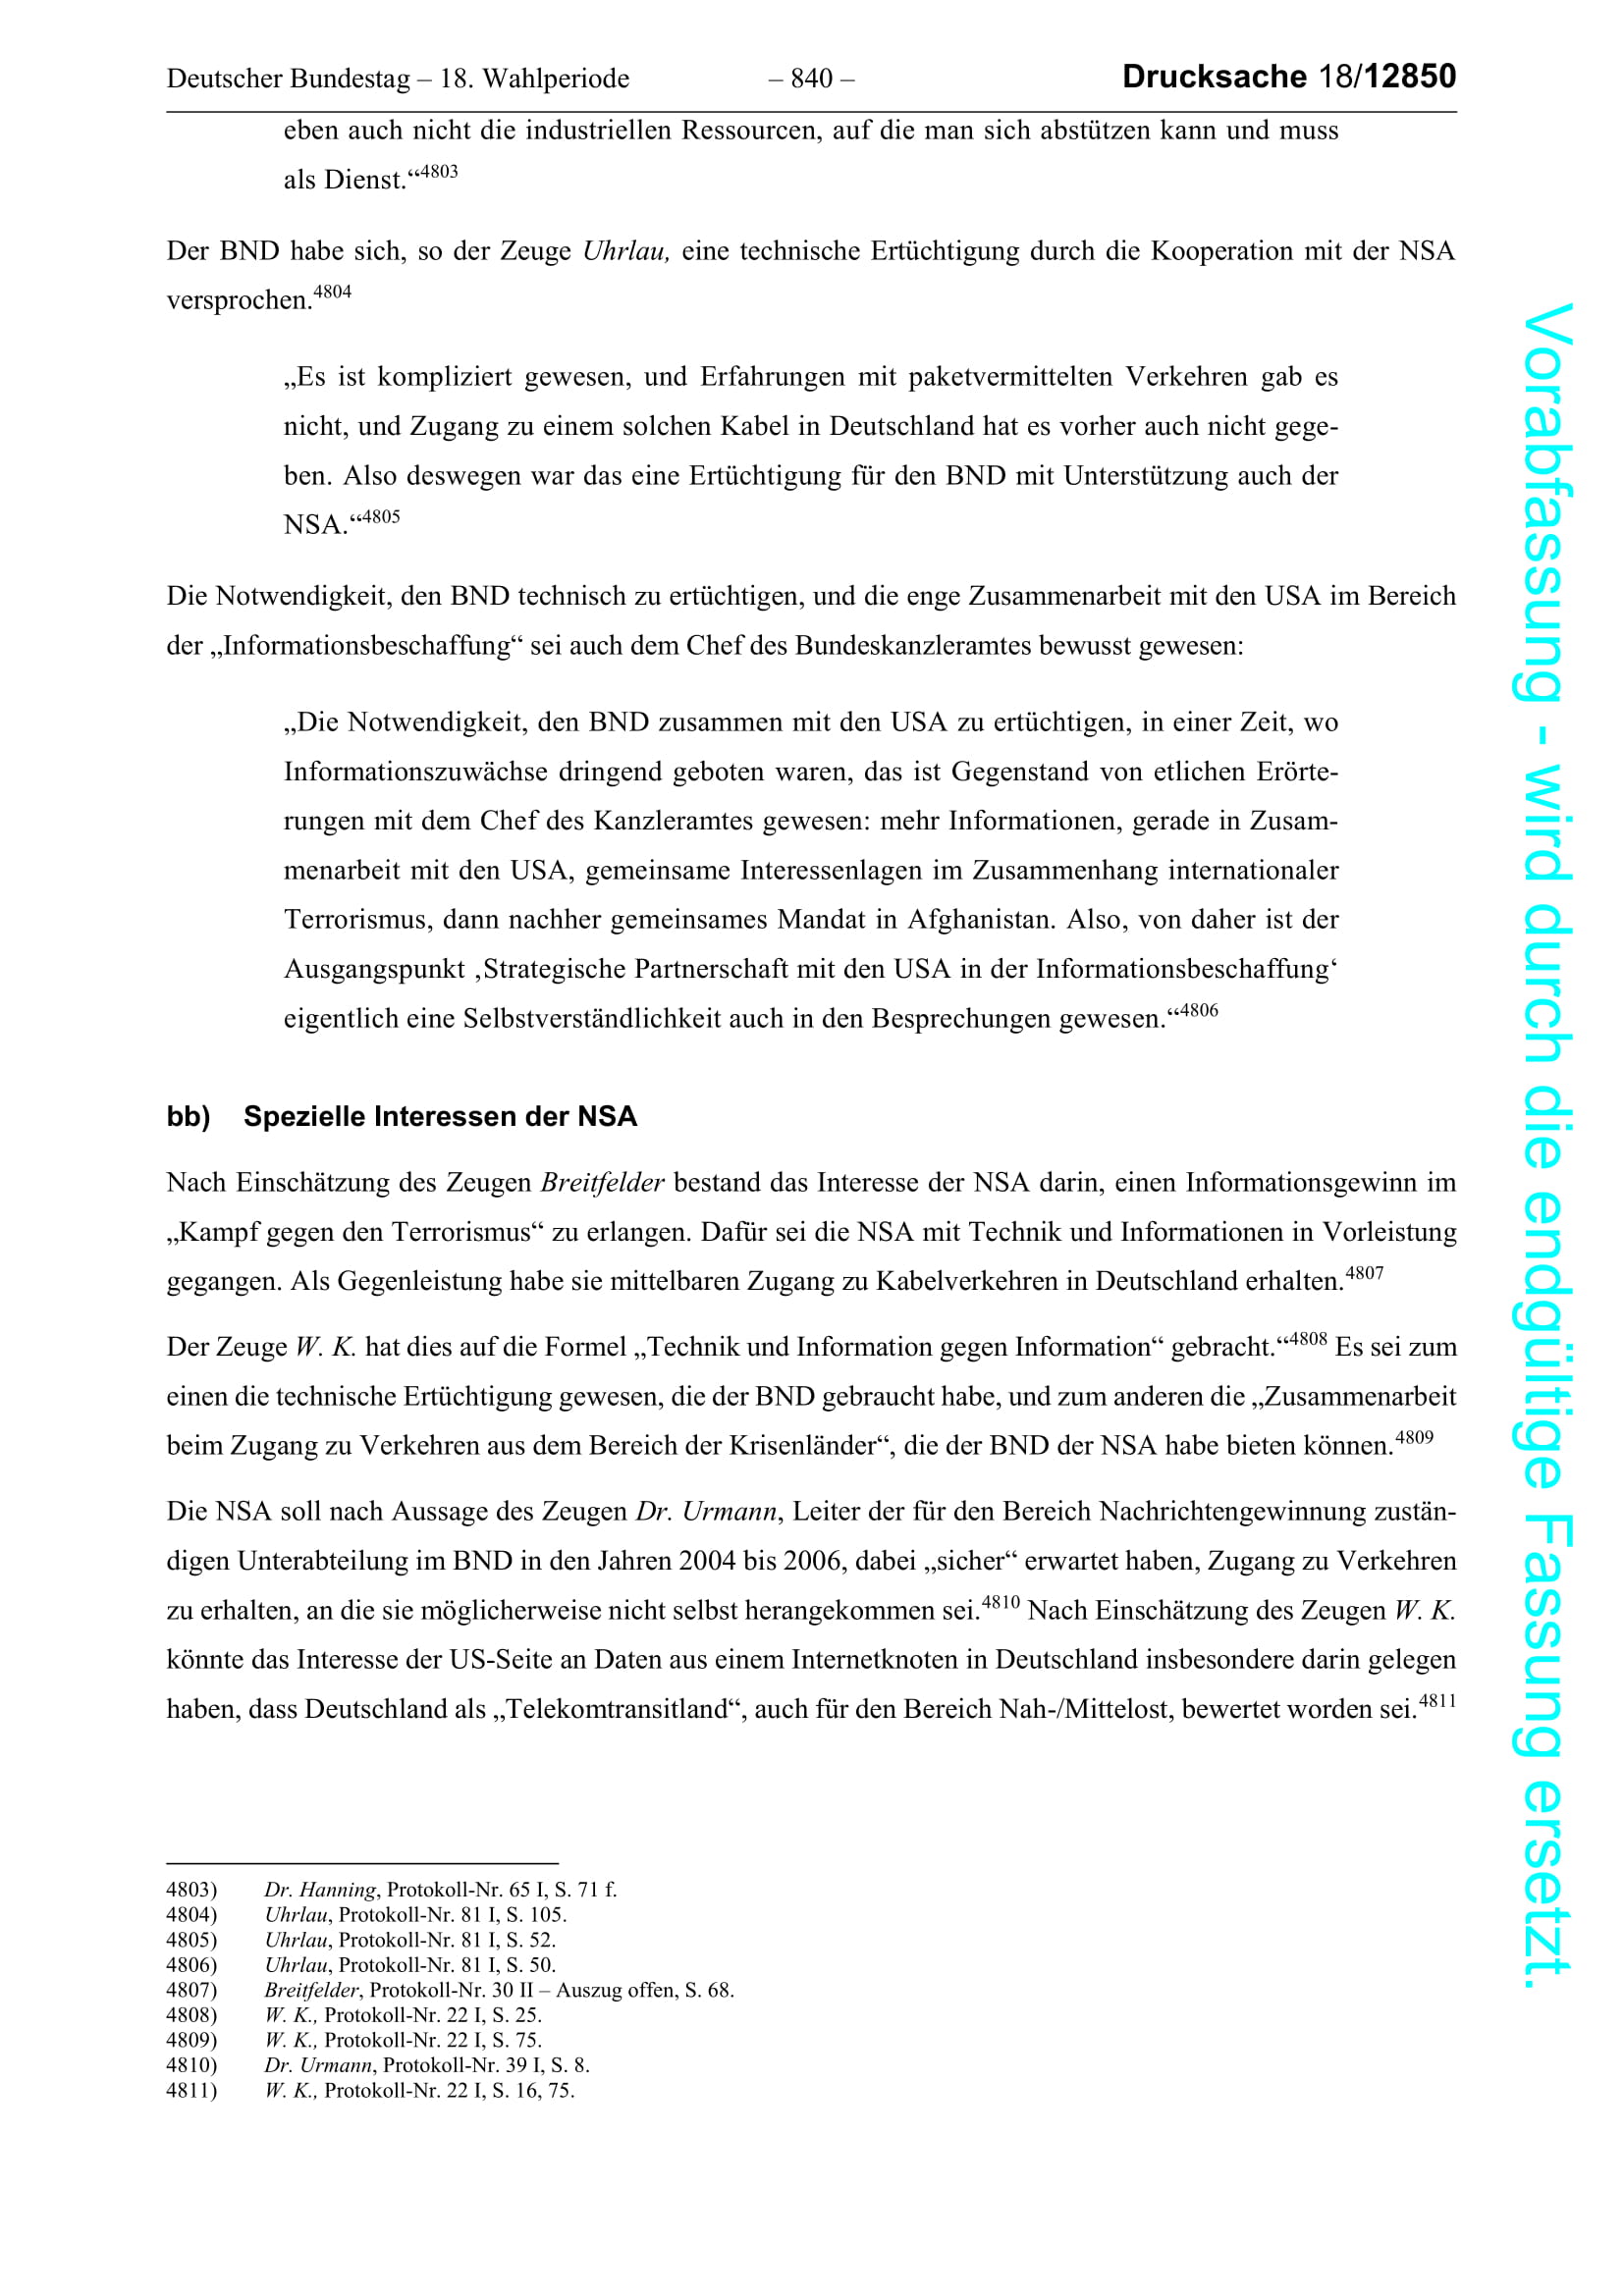 Deutscher Bundestag – 18. Wahlperiode – 840 – Drucksache 18/12850
eben auch nicht die industriellen Ressourcen, auf die man sich abstützen kann und muss
als Dienst.“4803
Der BND habe sich, so der Zeuge Uhrlau, eine technische Ertüchtigung durch die Kooperation mit der NSA
versprochen.4804
„Es ist kompliziert gewesen, und Erfahrungen mit paketvermittelten Verkehren gab es
nicht, und Zugang zu einem solchen Kabel in Deutschland hat es vorher auch nicht gege-
ben. Also deswegen war das eine Ertüchtigung für den BND mit Unterstützung auch der
NSA.“4805
Die Notwendigkeit, den BND technisch zu ertüchtigen, und die enge Zusammenarbeit mit den USA im Bereich
der „Informationsbeschaffung“ sei auch dem Chef des Bundeskanzleramtes bewusst gewesen:
„Die Notwendigkeit, den BND zusammen mit den USA zu ertüchtigen, in einer Zeit, wo
Informationszuwächse dringend geboten waren, das ist Gegenstand von etlichen Erörte-
rungen mit dem Chef des Kanzleramtes gewesen: mehr Informationen, gerade in Zusam-
menarbeit mit den USA, gemeinsame Interessenlagen im Zusammenhang internationaler
Terrorismus, dann nachher gemeinsames Mandat in Afghanistan. Also, von daher ist der
Ausgangspunkt ‚Strategische Partnerschaft mit den USA in der Informationsbeschaffung‘
eigentlich eine Selbstverständlichkeit auch in den Besprechungen gewesen.“4806
bb) Spezielle Interessen der NSA
Nach Einschätzung des Zeugen Breitfelder bestand das Interesse der NSA darin, einen Informationsgewinn im
„Kampf gegen den Terrorismus“ zu erlangen. Dafür sei die NSA mit Technik und Informationen in Vorleistung
gegangen. Als Gegenleistung habe sie mittelbaren Zugang zu Kabelverkehren in Deutschland erhalten.4807
Der Zeuge W. K. hat dies auf die Formel „Technik und Information gegen Information“ gebracht.“4808 Es sei zum
einen die technische Ertüchtigung gewesen, die der BND gebraucht habe, und zum anderen die „Zusammenarbeit
beim Zugang zu Verkehren aus dem Bereich der Krisenländer“, die der BND der NSA habe bieten können.4809
Die NSA soll nach Aussage des Zeugen Dr. Urmann, Leiter der für den Bereich Nachrichtengewinnung zustän-
digen Unterabteilung im BND in den Jahren 2004 bis 2006, dabei „sicher“ erwartet haben, Zugang zu Verkehren
zu erhalten, an die sie möglicherweise nicht selbst herangekommen sei.4810 Nach Einschätzung des Zeugen W. K.
könnte das Interesse der US-Seite an Daten aus einem Internetknoten in Deutschland insbesondere darin gelegen
haben, dass Deutschland als „Telekomtransitland“, auch für den Bereich Nah-/Mittelost, bewertet worden sei.4811
4803) Dr. Hanning, Protokoll-Nr. 65 I, S. 71 f.
4804) Uhrlau, Protokoll-Nr. 81 I, S. 105.
4805) Uhrlau, Protokoll-Nr. 81 I, S. 52.
4806) Uhrlau, Protokoll-Nr. 81 I, S. 50.
4807) Breitfelder, Protokoll-Nr. 30 II – Auszug offen, S. 68.
4808) W. K., Protokoll-Nr. 22 I, S. 25.
4809) W. K., Protokoll-Nr. 22 I, S. 75.
4810) Dr. Urmann, Protokoll-Nr. 39 I, S. 8.
4811) W. K., Protokoll-Nr. 22 I, S. 16, 75.
Vorabfassung - wird durch die endgültige Fassung ersetzt.